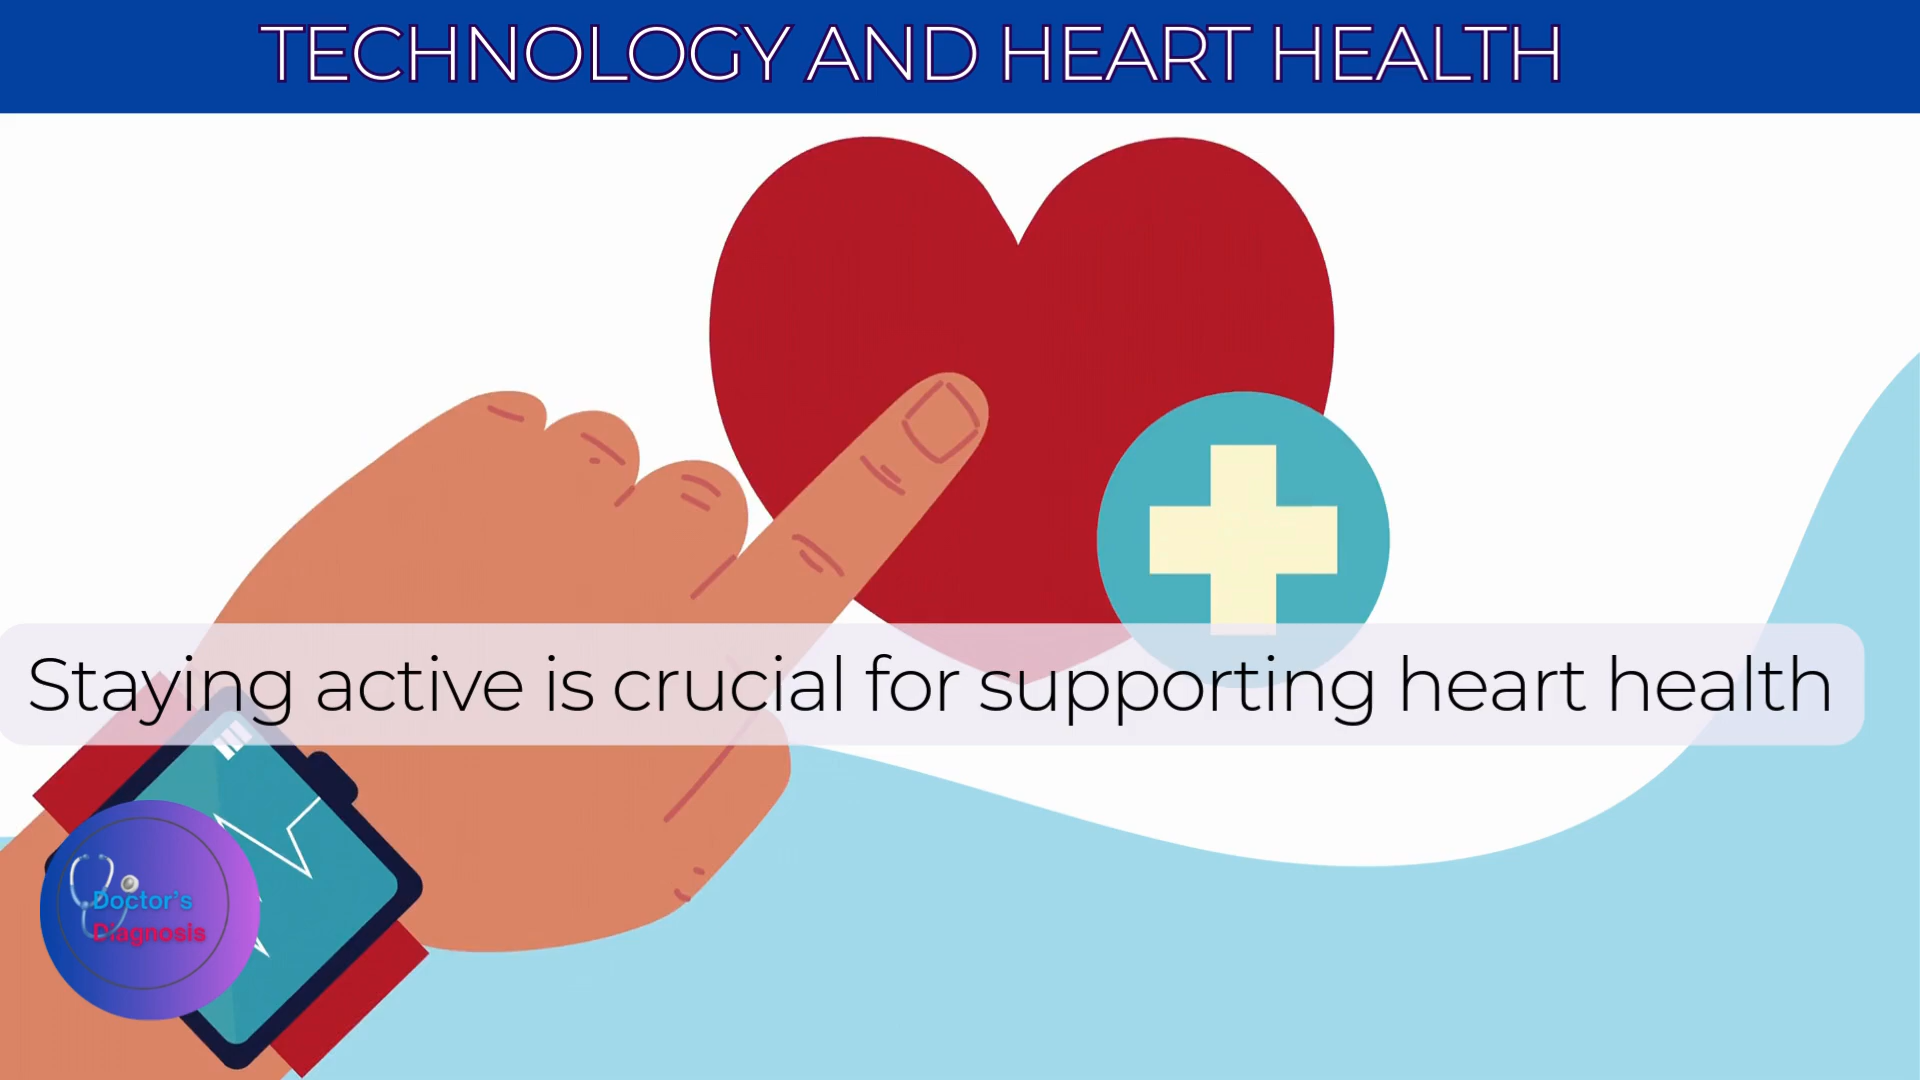 TECHNOLOGY AND HEART HEALTH
Staying active is crucial for supporting heart health
Doctor's
Diagnosis